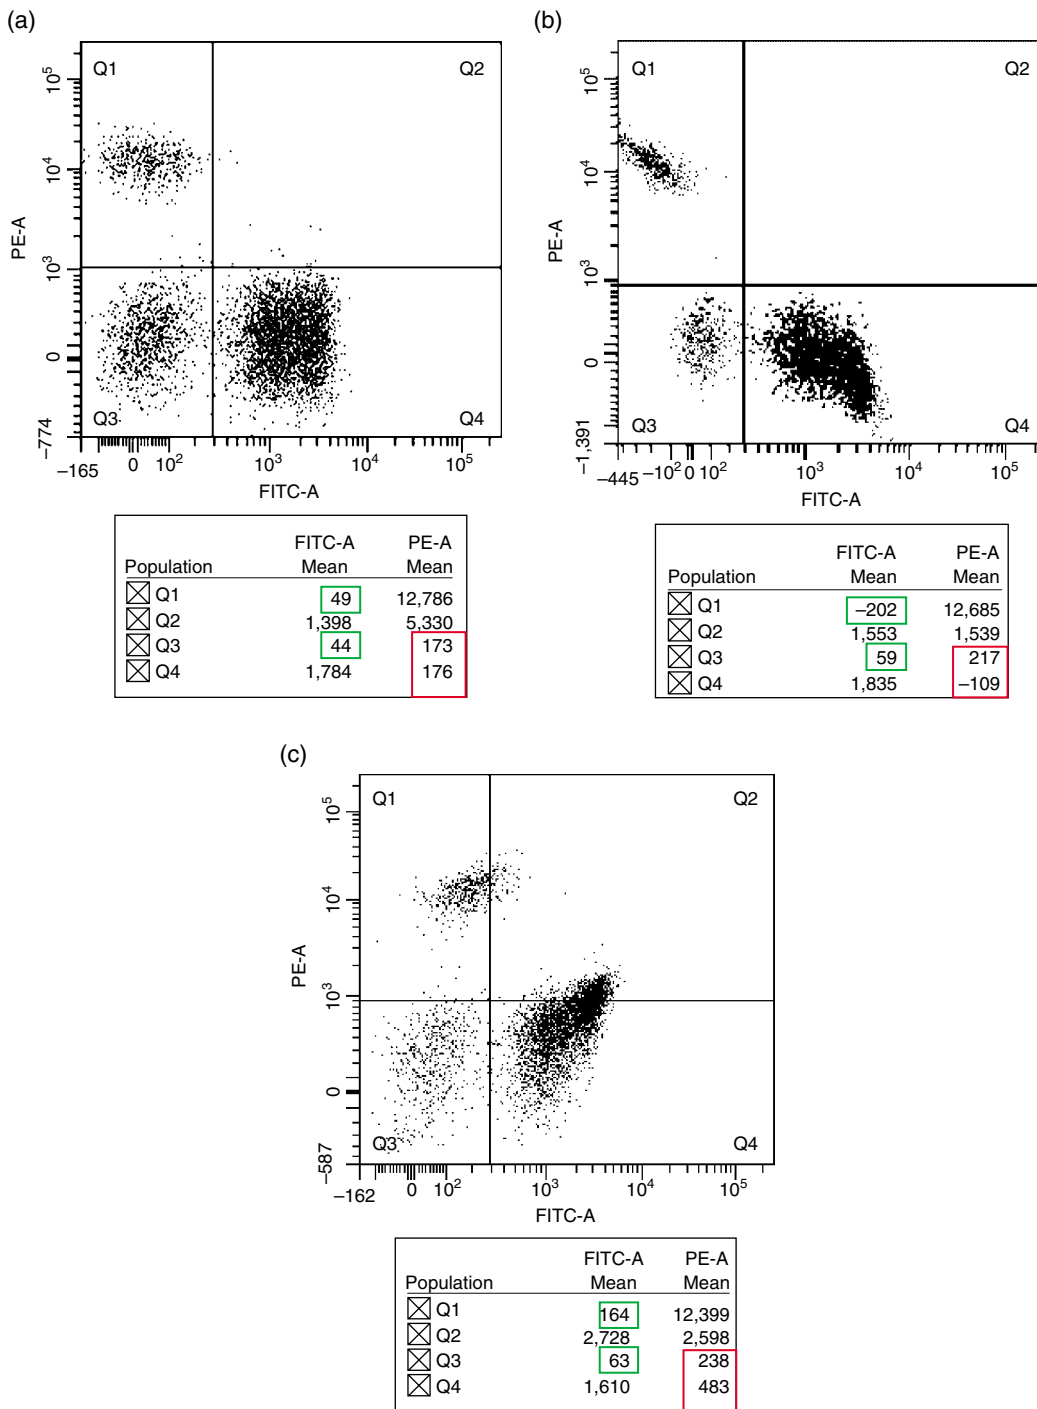 (a)
Q1
Q2
10^5
10^4
PE-A
10^3
0
Q3
Q4
–774
–165
0
10^2
10^3
10^4
10^5
FITC-A
FITC-A PE-A
Population Mean Mean
Q1 49 12,786
Q2 1,398 5,330
Q3 44 173
Q4 1,784 176
(b)
Q1
Q2
10^5
10^4
PE-A
10^3
0
Q3
Q4
–1,391
–445
–10^2
0
10^2
10^3
10^4
10^5
FITC-A
FITC-A PE-A
Population Mean Mean
Q1 –202 12,685
Q2 1,553 1,539
Q3 59 217
Q4 1,835 –109
(c)
Q1
Q2
10^5
10^4
PE-A
10^3
0
Q3
Q4
–587
–162
0
10^2
10^3
10^4
10^5
FITC-A
FITC-A PE-A
Population Mean Mean
Q1 164 12,399
Q2 2,728 2,598
Q3 63 238
Q4 1,610 483